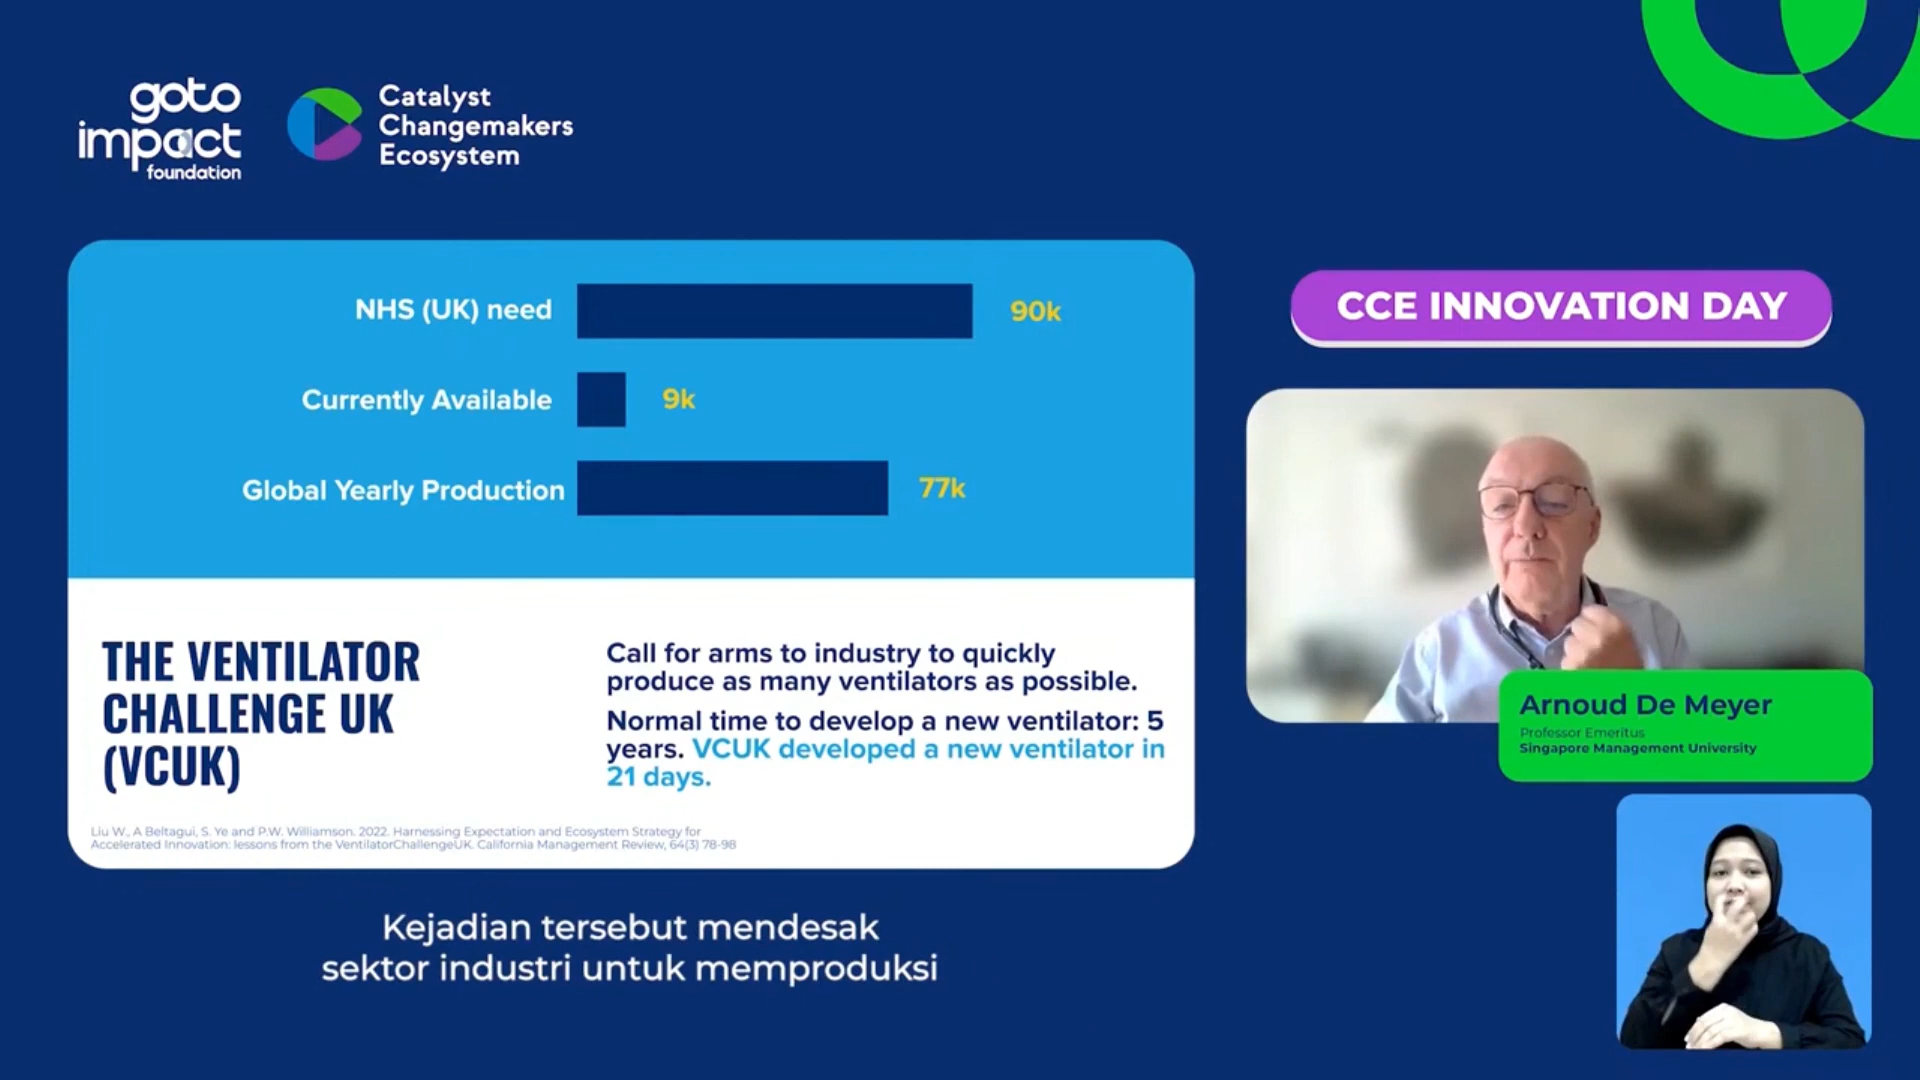 goto
impact
foundation
Catalyst
Changemakers
Ecosystem
NHS (UK) need
90k
Currently Available
9k
Global Yearly Production
77k
THE VENTILATOR
CHALLENGE UK
(VCUK)
Call for arms to industry to quickly
produce as many ventilators as possible.
Normal time to develop a new ventilator: 5
years. VCUK developed a new ventilator in
21 days.
Liu W., A Beltagui, S. Ye and P.W. Williamson. 2022. Harnessing Expectation and Ecosystem Strategy for
Accelerated Innovation: lessons from the VentilatorChallengeUK. California Management Review, 64(3) 78-98
CCE INNOVATION DAY
Arnoud De Meyer
Professor Emeritus
Singapore Management University
Kejadian tersebut mendesak
sektor industri untuk memproduksi